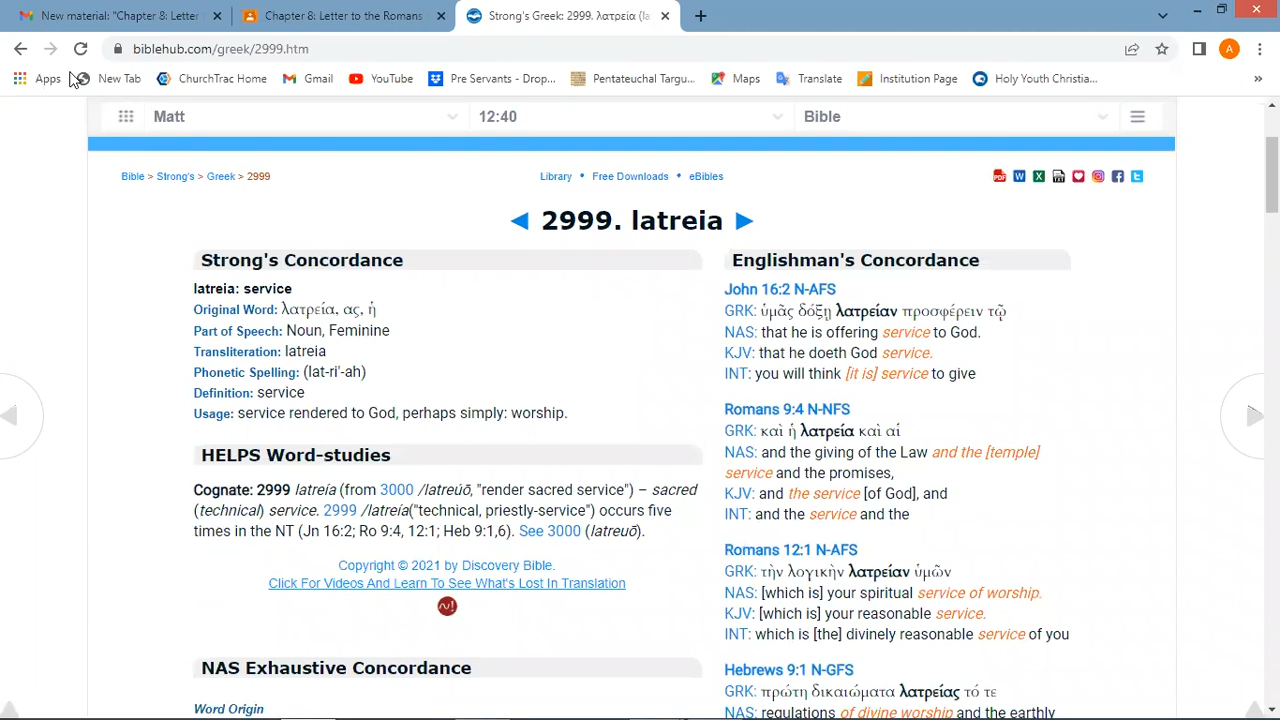 New material: "Chapter 8: Letter
Chapter 8: Letter to the Romans
Strong's Greek: 2999. λατρεία (la
biblehub.com/greek/2999.htm
A
Apps
New Tab
ChurchTrac Home
Gmail
YouTube
Pre Servants - Drop...
Pentateuchal Targu...
Maps
Translate
Institution Page
Holy Youth Christia...
»
Matt
12:40
Bible
Bible > Strong's > Greek > 2999
Library • Free Downloads • eBibles
◄ 2999. latreia ►
Strong's Concordance
latreia: service
Original Word: λατρεία, ας, ἡ
Part of Speech: Noun, Feminine
Transliteration: latreia
Phonetic Spelling: (lat-ri'-ah)
Definition: service
Usage: service rendered to God, perhaps simply: worship.
HELPS Word-studies
Cognate: 2999 latreía (from 3000 /latreúō, "render sacred service") – sacred
(technical) service. 2999 /latreía("technical, priestly-service") occurs five
times in the NT (Jn 16:2; Ro 9:4, 12:1; Heb 9:1,6). See 3000 (latreuō).
Copyright © 2021 by Discovery Bible.
Click For Videos And Learn To See What's Lost In Translation
NAS Exhaustive Concordance
Word Origin
Englishman's Concordance
John 16:2 N-AFS
GRK: ὑμᾶς δόξῃ λατρείαν προσφέρειν τῷ
NAS: that he is offering service to God.
KJV: that he doeth God service.
INT: you will think [it is] service to give
Romans 9:4 N-NFS
GRK: καὶ ἡ λατρεία καὶ αἱ
NAS: and the giving of the Law and the [temple]
service and the promises,
KJV: and the service [of God], and
INT: and the service and the
Romans 12:1 N-AFS
GRK: τὴν λογικὴν λατρείαν ὑμῶν
NAS: [which is] your spiritual service of worship.
KJV: [which is] your reasonable service.
INT: which is [the] divinely reasonable service of you
Hebrews 9:1 N-GFS
GRK: πρώτη δικαιώματα λατρείας τό τε
NAS: regulations of divine worship and the earthly